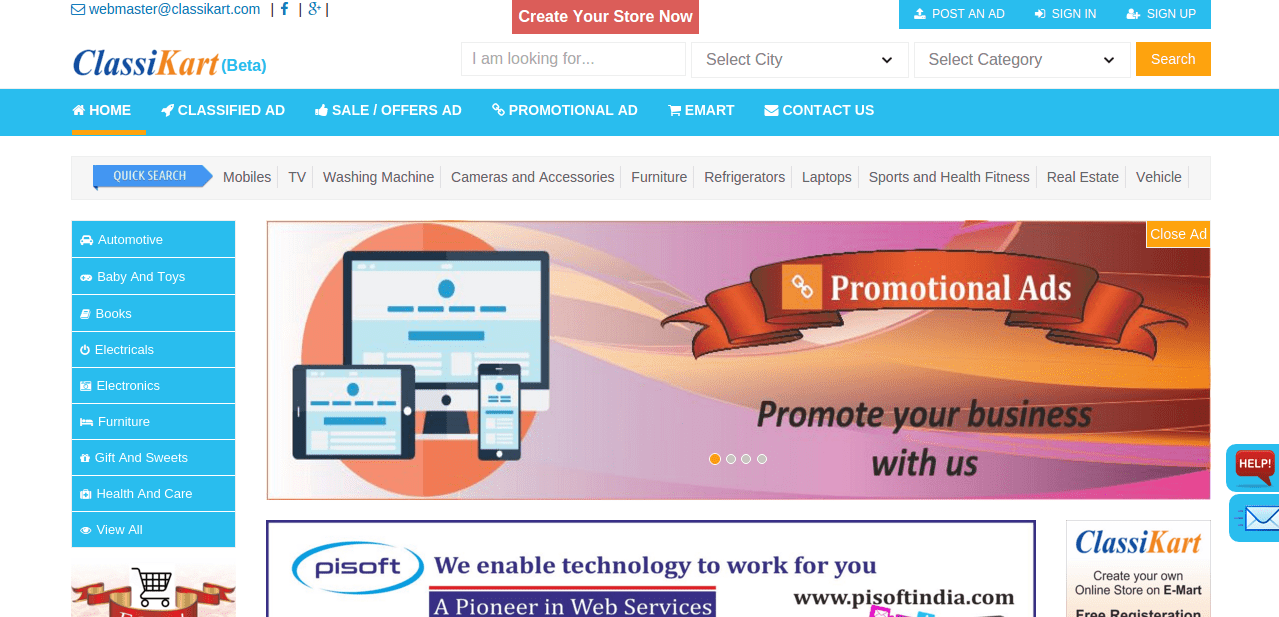 webmaster@classikart.com | | |
Create Your Store Now
POST AN AD SIGN IN SIGN UP
ClassiKart (Beta)
I am looking for...
Select City
Select Category
Search
HOME CLASSIFIED AD SALE / OFFERS AD PROMOTIONAL AD EMART CONTACT US
QUICK SEARCH Mobiles TV Washing Machine Cameras and Accessories Furniture Refrigerators Laptops Sports and Health Fitness Real Estate Vehicle
Automotive
Baby And Toys
Books
Electricals
Electronics
Furniture
Gift And Sweets
Health And Care
View All
Close Ad
Promotional Ads
Promote your business
with us
HELP!
pisoft
We enable technology to work for you
A Pioneer in Web Services
www.pisoftindia.com
ClassiKart
Create your own
Online Store on E-Mart
Free Registeration